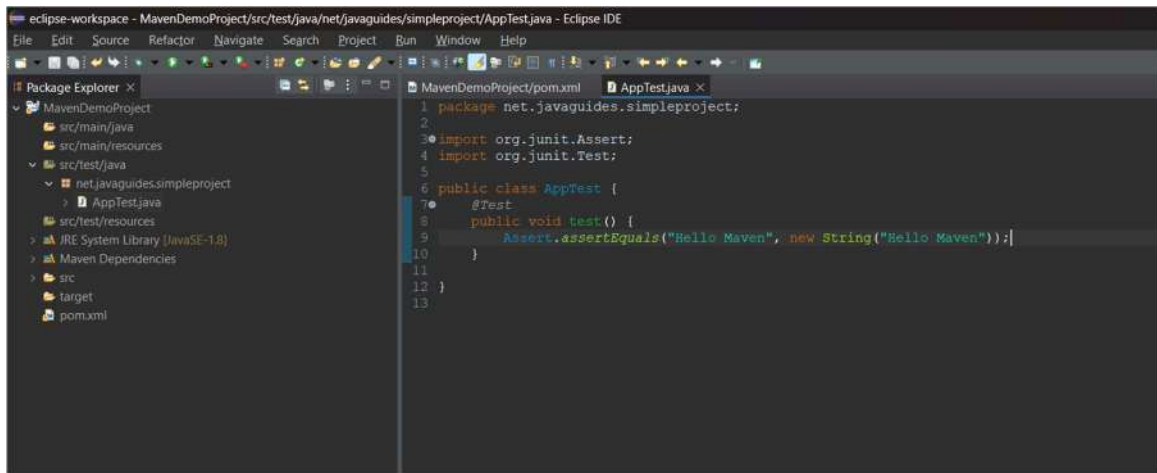 eclipse-workspace - MavenDemoProject/src/test/java/net/javaguides/simpleproject/AppTest.java - Eclipse IDE
File Edit Source Refactor Navigate Search Project Run Window Help
Package Explorer
MavenDemoProject
src/main/java
src/main/resources
src/test/java
net.javaguides.simpleproject
AppTest.java
src/test/resources
JRE System Library [JavaSE-1.8]
Maven Dependencies
src
target
pom.xml
MavenDemoProject/pom.xml AppTest.java
1 package net.javaguides.simpleproject;
2
3 import org.junit.Assert;
4 import org.junit.Test;
5
6 public class AppTest {
7 @Test
8 public void test() {
9 Assert.assertEquals("Hello Maven", new String("Hello Maven"));
10 }
11
12 }
13